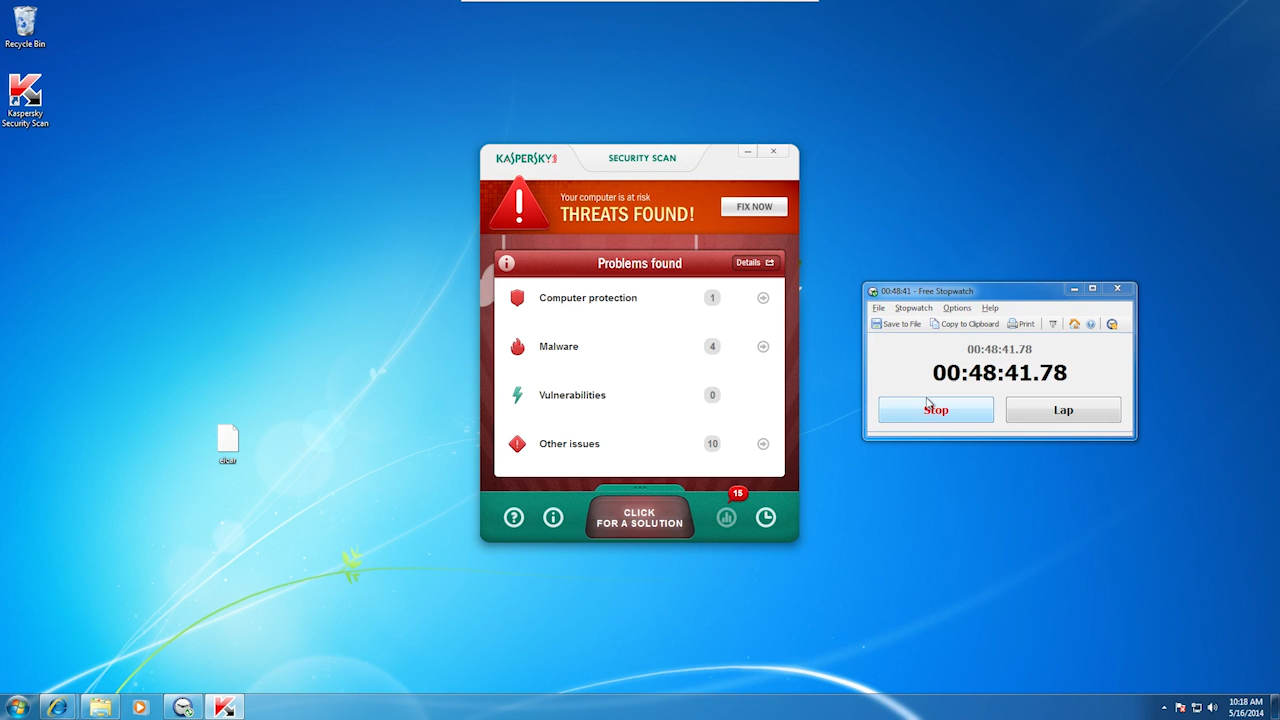 Recycle Bin
Kaspersky
Security Scan
eicar
KASPERSKY
SECURITY SCAN
Your computer is at risk
THREATS FOUND!
FIX NOW
Problems found
Details
Computer protection
1
Malware
4
Vulnerabilities
0
Other issues
10
CLICK
FOR A SOLUTION
15
00:48:41 - Free Stopwatch
File Stopwatch Options Help
Save to File Copy to Clipboard Print
00:48:41.78
00:48:41.78
Stop Lap
10:18 AM
5/16/2014